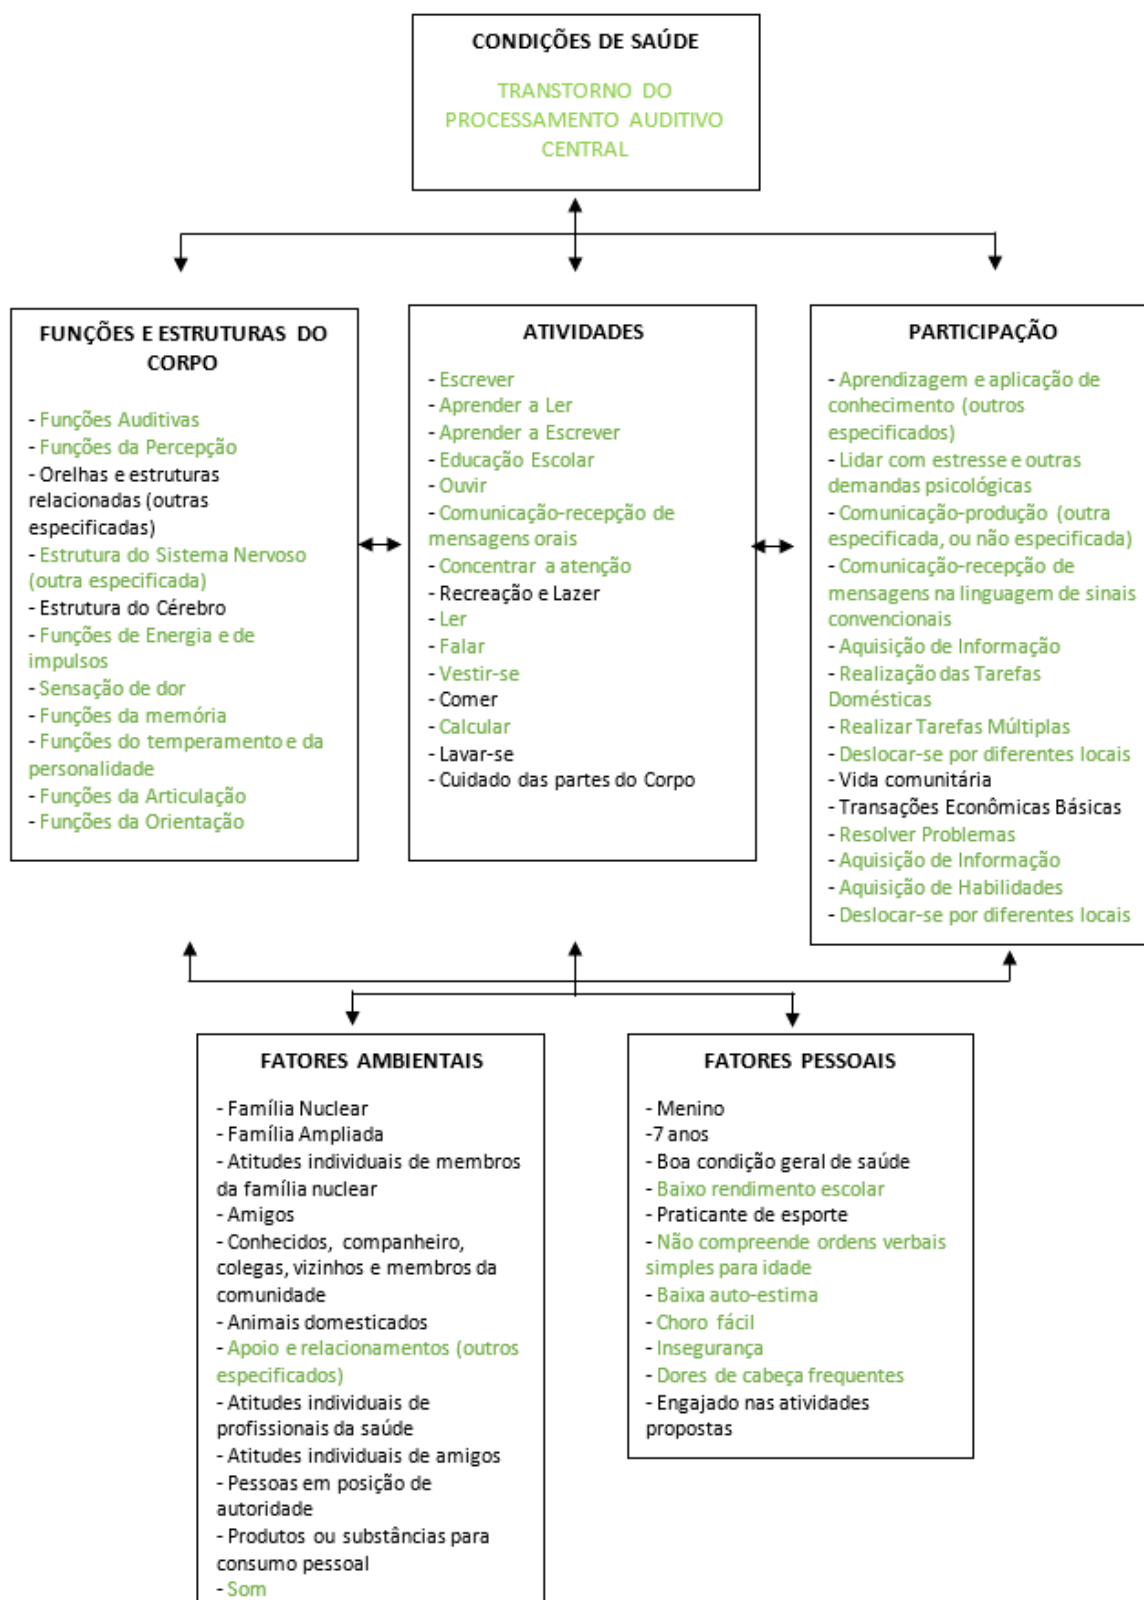 CONDIÇÕES DE SAÚDE
TRANSTORNO DO
PROCESSAMENTO AUDITIVO
CENTRAL
FUNÇÕES E ESTRUTURAS DO
CORPO
- Funções Auditivas
- Funções da Percepção
- Orelhas e estruturas
relacionadas (outras
especificadas)
- Estrutura do Sistema Nervoso
(outra especificada)
- Estrutura do Cérebro
- Funções de Energia e de
impulsos
- Sensação de dor
- Funções da memória
- Funções do temperamento e da
personalidade
- Funções da Articulação
- Funções da Orientação
ATIVIDADES
- Escrever
- Aprender a Ler
- Aprender a Escrever
- Educação Escolar
- Ouvir
- Comunicação-recepção de
mensagens orais
- Concentrar a atenção
- Recreação e Lazer
- Ler
- Falar
- Vestir-se
- Comer
- Calcular
- Lavar-se
- Cuidado das partes do Corpo
PARTICIPAÇÃO
- Aprendizagem e aplicação de
conhecimento (outros
especificados)
- Lidar com estresse e outras
demandas psicológicas
- Comunicação-produção (outra
especificada, ou não especificada)
- Comunicação-recepção de
mensagens na linguagem de sinais
convencionais
- Aquisição de Informação
- Realização das Tarefas
Domésticas
- Realizar Tarefas Múltiplas
- Deslocar-se por diferentes locais
- Vida comunitária
- Transações Econômicas Básicas
- Resolver Problemas
- Aquisição de Informação
- Aquisição de Habilidades
- Deslocar-se por diferentes locais
FATORES AMBIENTAIS
- Família Nuclear
- Família Ampliada
- Atitudes individuais de membros
da família nuclear
- Amigos
- Conhecidos, companheiro,
colegas, vizinhos e membros da
comunidade
- Animais domesticados
- Apoio e relacionamentos (outros
especificados)
- Atitudes individuais de
profissionais da saúde
- Atitudes individuais de amigos
- Pessoas em posição de
autoridade
- Produtos ou substâncias para
consumo pessoal
- Som
FATORES PESSOAIS
- Menino
-7 anos
- Boa condição geral de saúde
- Baixo rendimento escolar
- Praticante de esporte
- Não compreende ordens verbais
simples para idade
- Baixa auto-estima
- Choro fácil
- Insegurança
- Dores de cabeça frequentes
- Engajado nas atividades
propostas